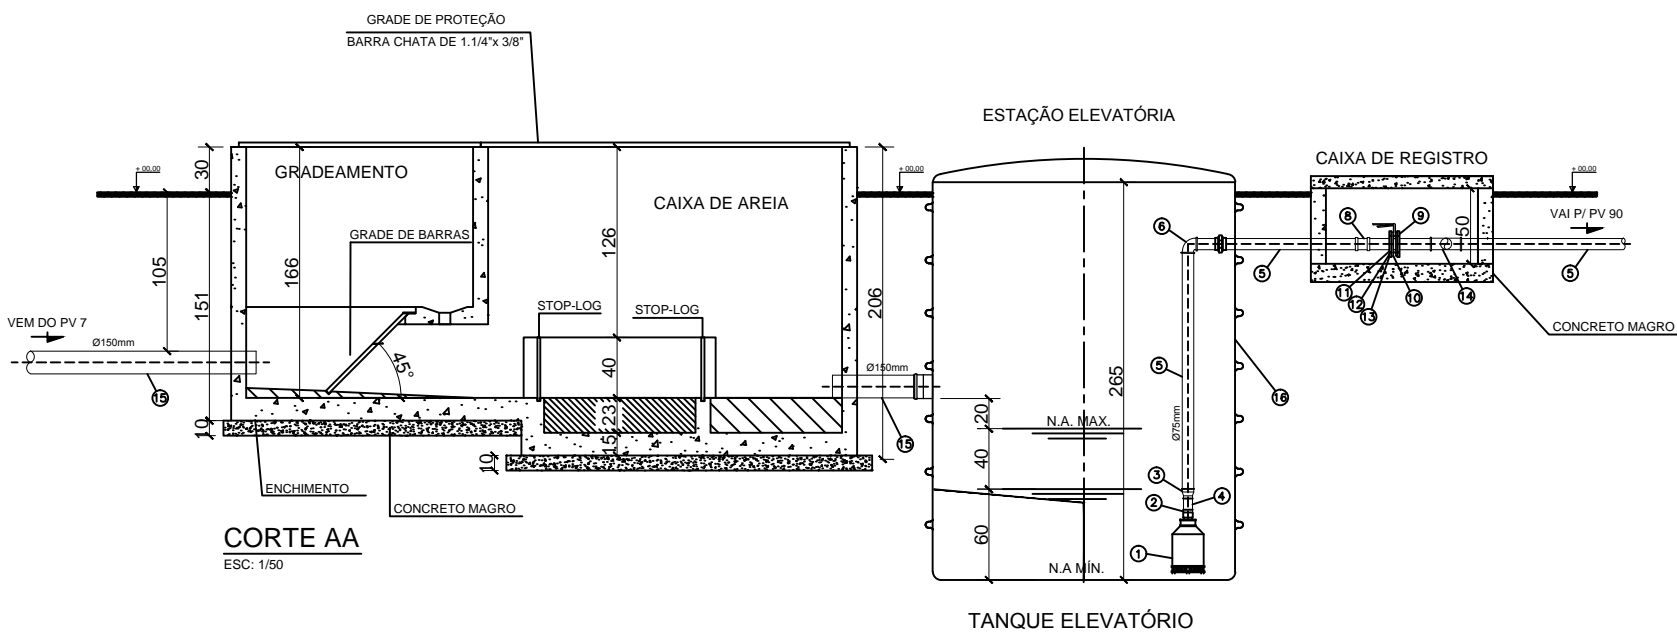 GRADE DE PROTEÇÃO
BARRA CHATA DE 1.1/4"x 3/8"
ESTAÇÃO ELEVATÓRIA
GRADEAMENTO
CAIXA DE AREIA
CAIXA DE REGISTRO
+ 00,00
+ 00,00
+ 00,00
30
105
151
10
166
126
40
23
15
10
206
GRADE DE BARRAS
45°
STOP-LOG
STOP-LOG
VEM DO PV 7
Ø150mm
15
Ø150mm
15
ENCHIMENTO
CONCRETO MAGRO
CORTE AA
ESC: 1/50
265
20
40
60
N.A. MAX.
N.A MÍN.
Ø75mm
1
2
3
4
5
6
5
16
8
9
50
11
12
13
10
14
5
VAI P/ PV 90
CONCRETO MAGRO
TANQUE ELEVATÓRIO